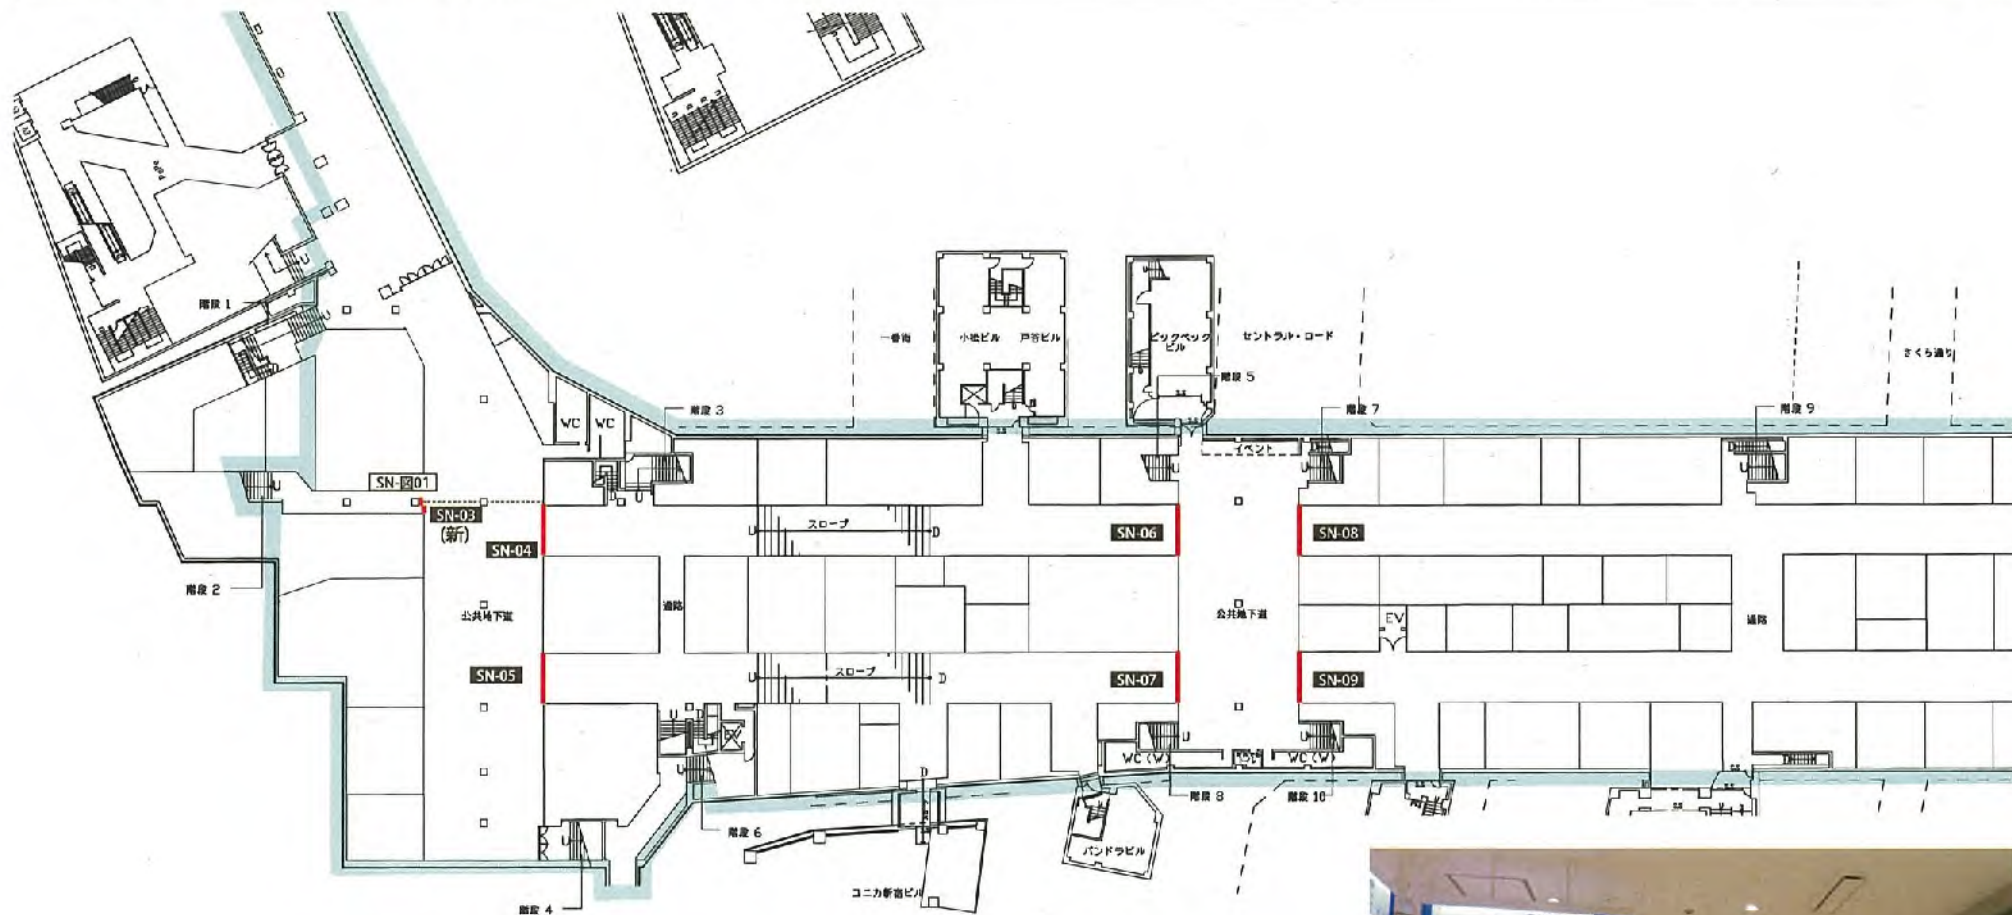 階段 1
U
U
U
一番街
小松ビル
戸谷ビル
ビックペック
ビル
セントラル・ロード
さくら通り
階段 5
階段 3
階段 7
階段 9
WC
WC
イベント
U
U
U
U
SN-図01
SN-03
(新)
SN-04
U
スロープ
D
SN-06
SN-08
階段 2
公共地下道
通路
公共地下道
EV
通路
SN-05
U
スロープ
D
SN-07
SN-09
U
D
U
U
U
WC (W)
WC (W)
D
D
U
階段 8
階段 10
階段 6
パンドラビル
コニカ新宿ビル
階段 4